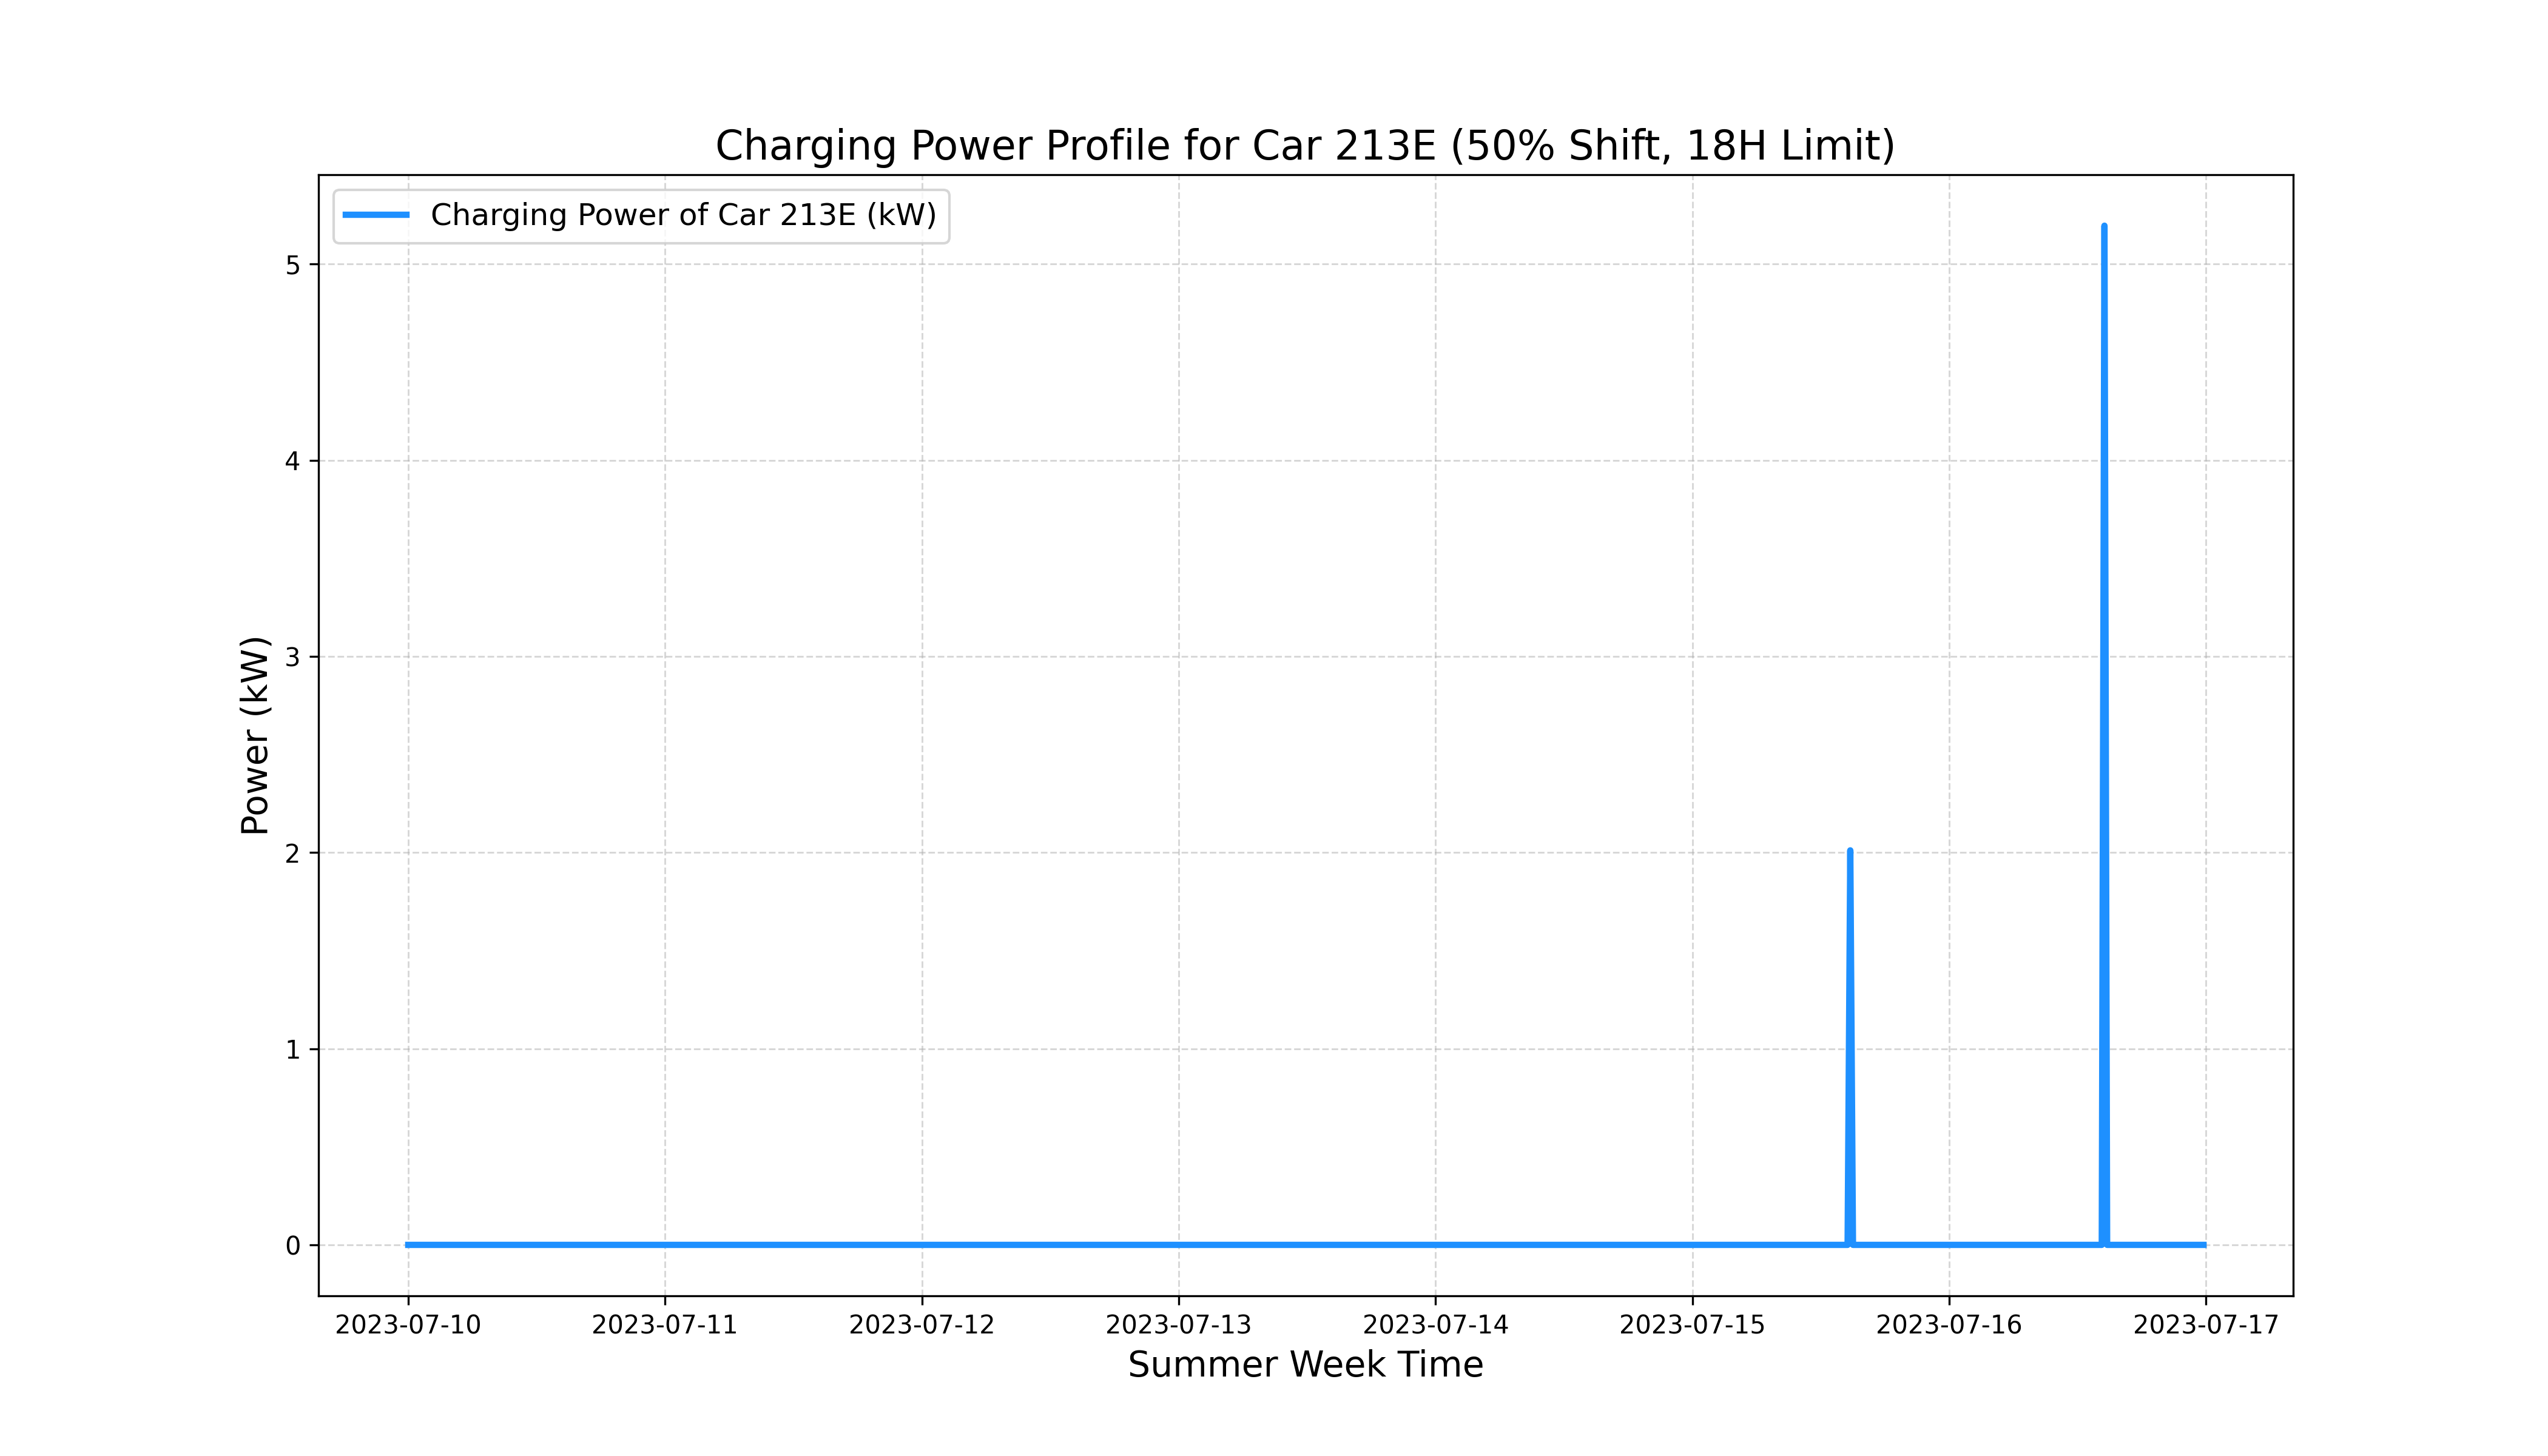 Charging Power Profile for Car 213E (50% Shift, 18H Limit)
Charging Power of Car 213E (kW)
Power (kW)
5
4
3
2
1
0
2023-07-10 2023-07-11 2023-07-12 2023-07-13 2023-07-14 2023-07-15 2023-07-16 2023-07-17
Summer Week Time